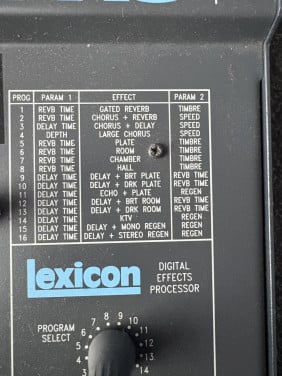 PROG PARAM 1 EFFECT PARAM 2
1 REVB TIME GATED REVERB TIMBRE
2 REVB TIME CHORUS + REVERB SPEED
3 DELAY TIME CHORUS + DELAY SPEED
4 DEPTH LARGE CHORUS SPEED
5 REVB TIME PLATE TIMBRE
6 REVB TIME ROOM TIMBRE
7 REVB TIME CHAMBER TIMBRE
8 REVB TIME HALL TIMBRE
9 DELAY TIME DELAY + BRT PLATE REVB TIME
10 DELAY TIME DELAY + DRK PLATE REVB TIME
11 DELAY TIME ECHO + PLATE REGEN
12 DELAY TIME DELAY + BRT ROOM REVB TIME
13 DELAY TIME DELAY + DRK ROOM REVB TIME
14 DELAY TIME KTV REGEN
15 DELAY TIME DELAY + MONO REGEN REGEN
16 DELAY TIME DELAY + STEREO REGEN REGEN
lexicon
DIGITAL
EFFECTS
PROCESSOR
PROGRAM
SELECT
6 7 8 9 10 11 12 13 14